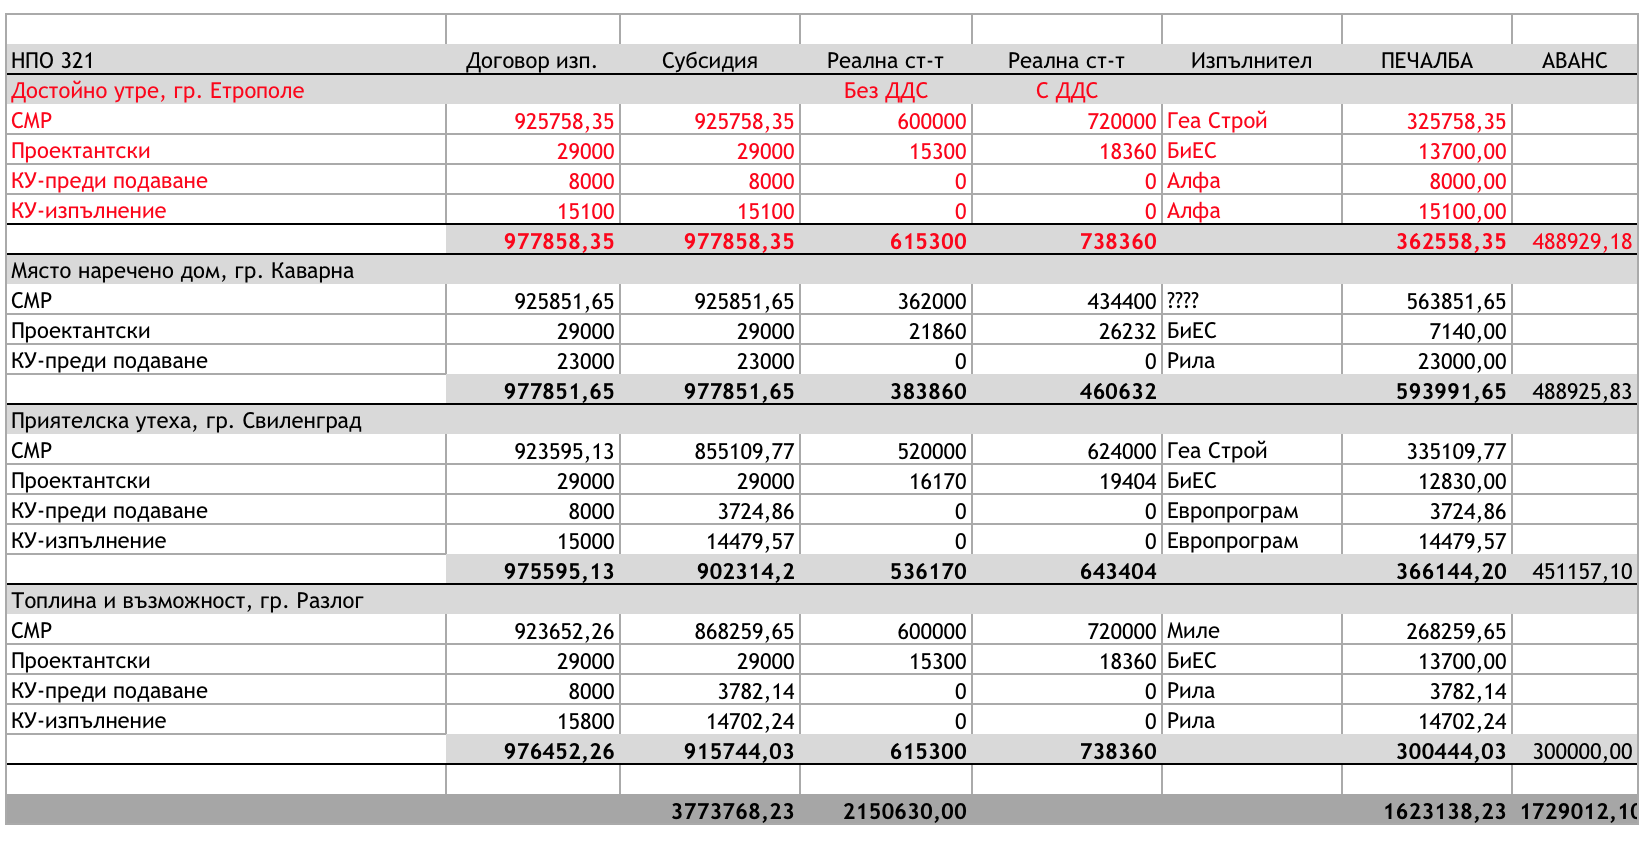 НПО 321 Договор изп. Субсидия Реална ст-т Реална ст-т Изпълнител ПЕЧАЛБА АВАНС
Достойно утре, гр. Етрополе Без ДДС С ДДС
СМР 925758,35 925758,35 600000 720000 Геа Строй 325758,35
Проектантски 29000 29000 15300 18360 БиЕС 13700,00
КУ-преди подаване 8000 8000 0 0 Алфа 8000,00
КУ-изпълнение 15100 15100 0 0 Алфа 15100,00
977858,35 977858,35 615300 738360 362558,35 488929,18
Място наречено дом, гр. Каварна
СМР 925851,65 925851,65 362000 434400 ???? 563851,65
Проектантски 29000 29000 21860 26232 БиЕС 7140,00
КУ-преди подаване 23000 23000 0 0 Рила 23000,00
977851,65 977851,65 383860 460632 593991,65 488925,83
Приятелска утеха, гр. Свиленград
СМР 923595,13 855109,77 520000 624000 Геа Строй 335109,77
Проектантски 29000 29000 16170 19404 БиЕС 12830,00
КУ-преди подаване 8000 3724,86 0 0 Европрограм 3724,86
КУ-изпълнение 15000 14479,57 0 0 Европрограм 14479,57
975595,13 902314,2 536170 643404 366144,20 451157,10
Топлина и възможност, гр. Разлог
СМР 923652,26 868259,65 600000 720000 Миле 268259,65
Проектантски 29000 29000 15300 18360 БиЕС 13700,00
КУ-преди подаване 8000 3782,14 0 0 Рила 3782,14
КУ-изпълнение 15800 14702,24 0 0 Рила 14702,24
976452,26 915744,03 615300 738360 300444,03 300000,00
3773768,23 2150630,00 1623138,23 1729012,10